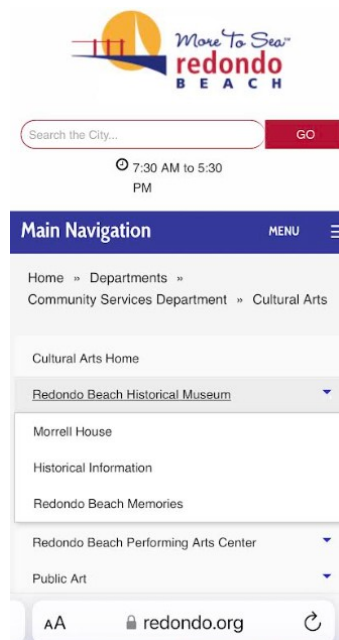 More To Sea™
redondo
BEACH
Search the City...
GO
7:30 AM to 5:30
PM
Main Navigation
MENU
Home » Departments »
Community Services Department » Cultural Arts
Cultural Arts Home
Redondo Beach Historical Museum
Morrell House
Historical Information
Redondo Beach Memories
Redondo Beach Performing Arts Center
Public Art
AA
redondo.org